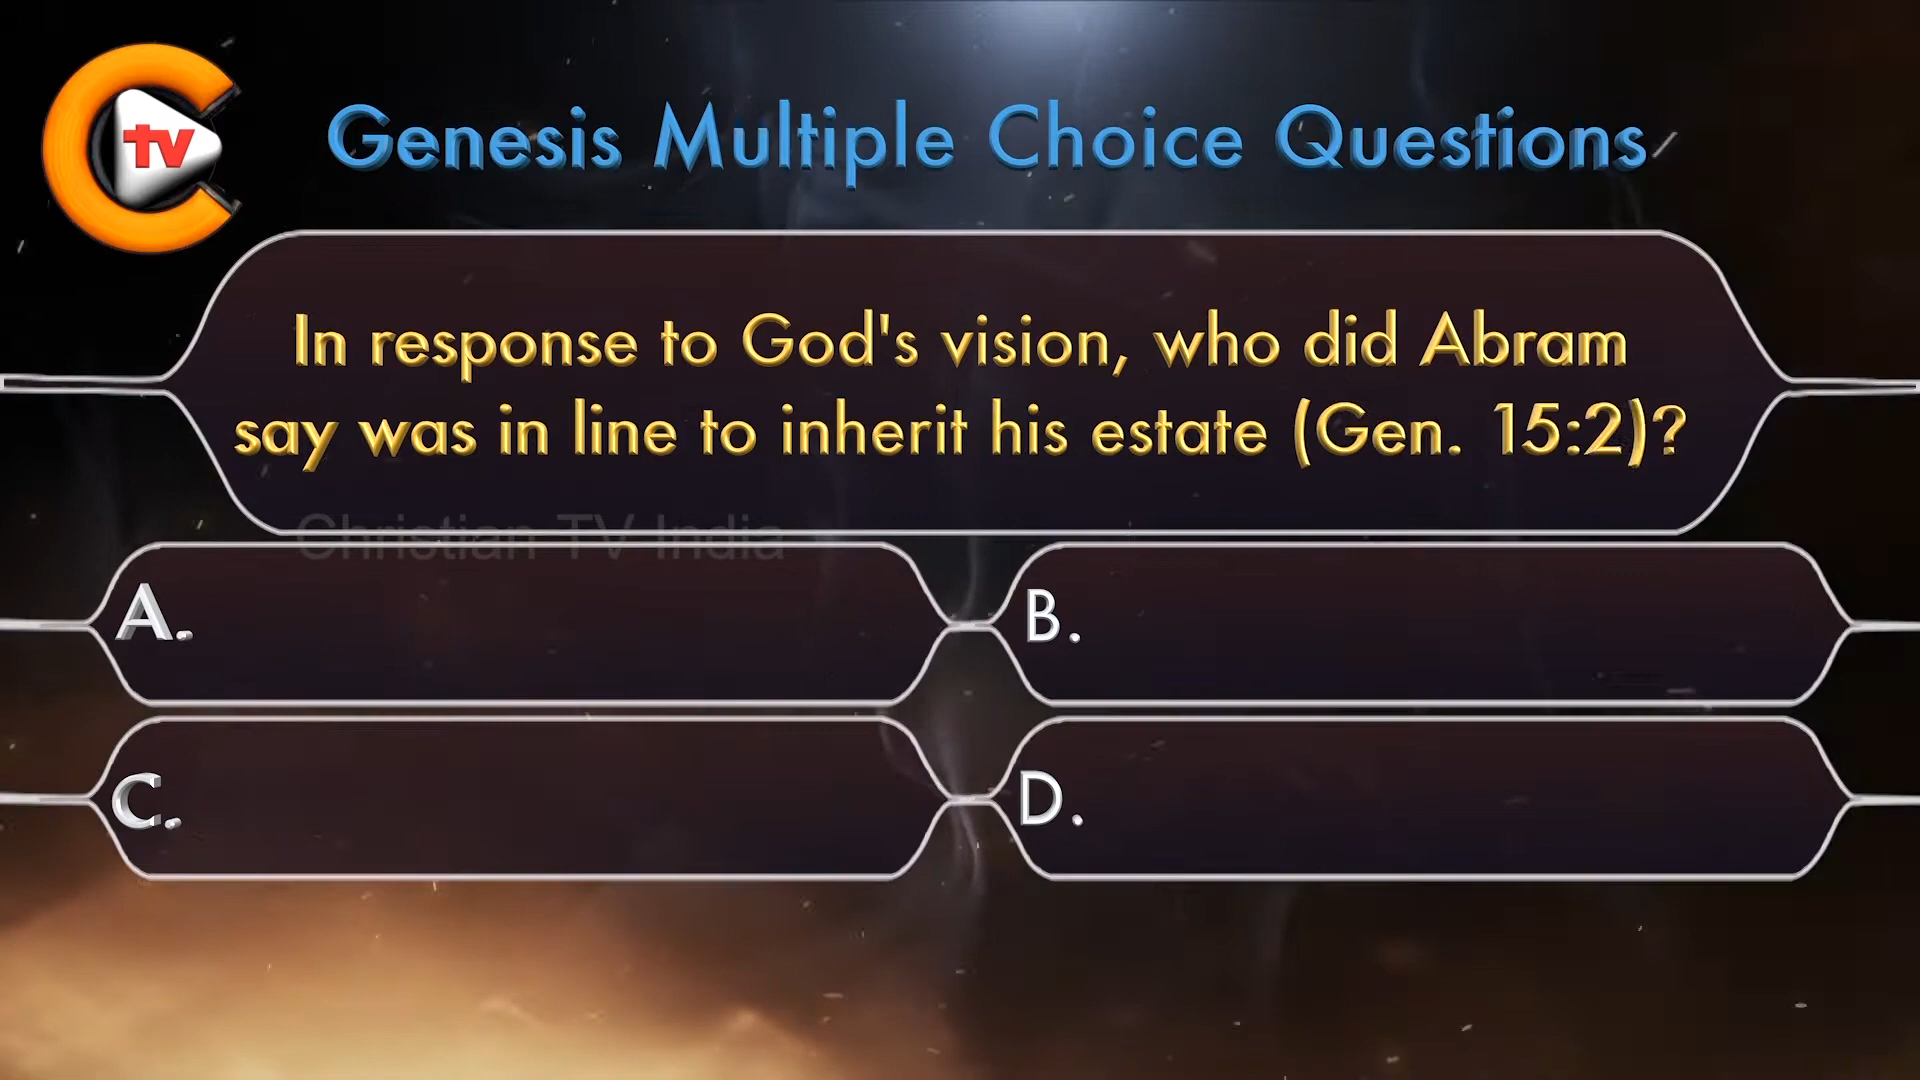 tv
Genesis Multiple Choice Questions
In response to God's vision, who did Abram
say was in line to inherit his estate (Gen. 15:2)?
Christian TV India
A.
B.
C.
D.